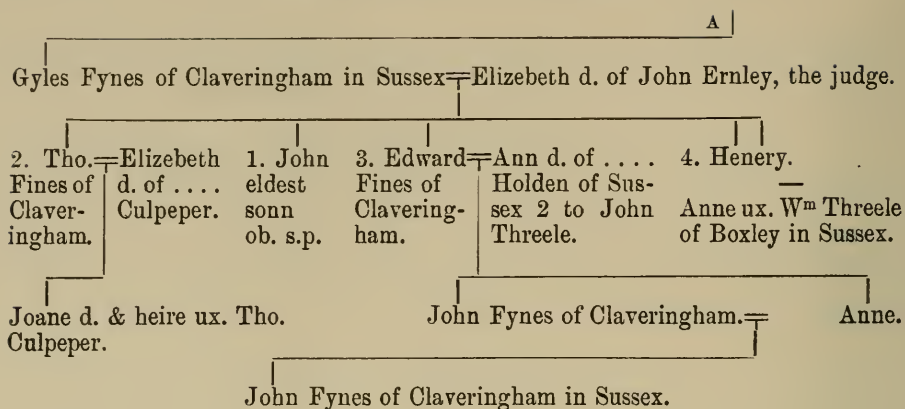 A
Gyles Fynes of Claveringham in Sussex=Elizebeth d. of John Ernley, the judge.
2. Tho.=Elizebeth
Fines of d. of ....
Claver- Culpeper.
ingham.
1. John
eldest
sonn
ob. s.p.
3. Edward=Ann d. of ....
Fines of Holden of Sus-
Clavering- sex 2 to John
ham. Threele.
4. Henery.
—
Anne ux. Wm Threele
of Boxley in Sussex.
Joane d. & heire ux. Tho.
Culpeper.
John Fynes of Claveringham.=
Anne.
John Fynes of Claveringham in Sussex.